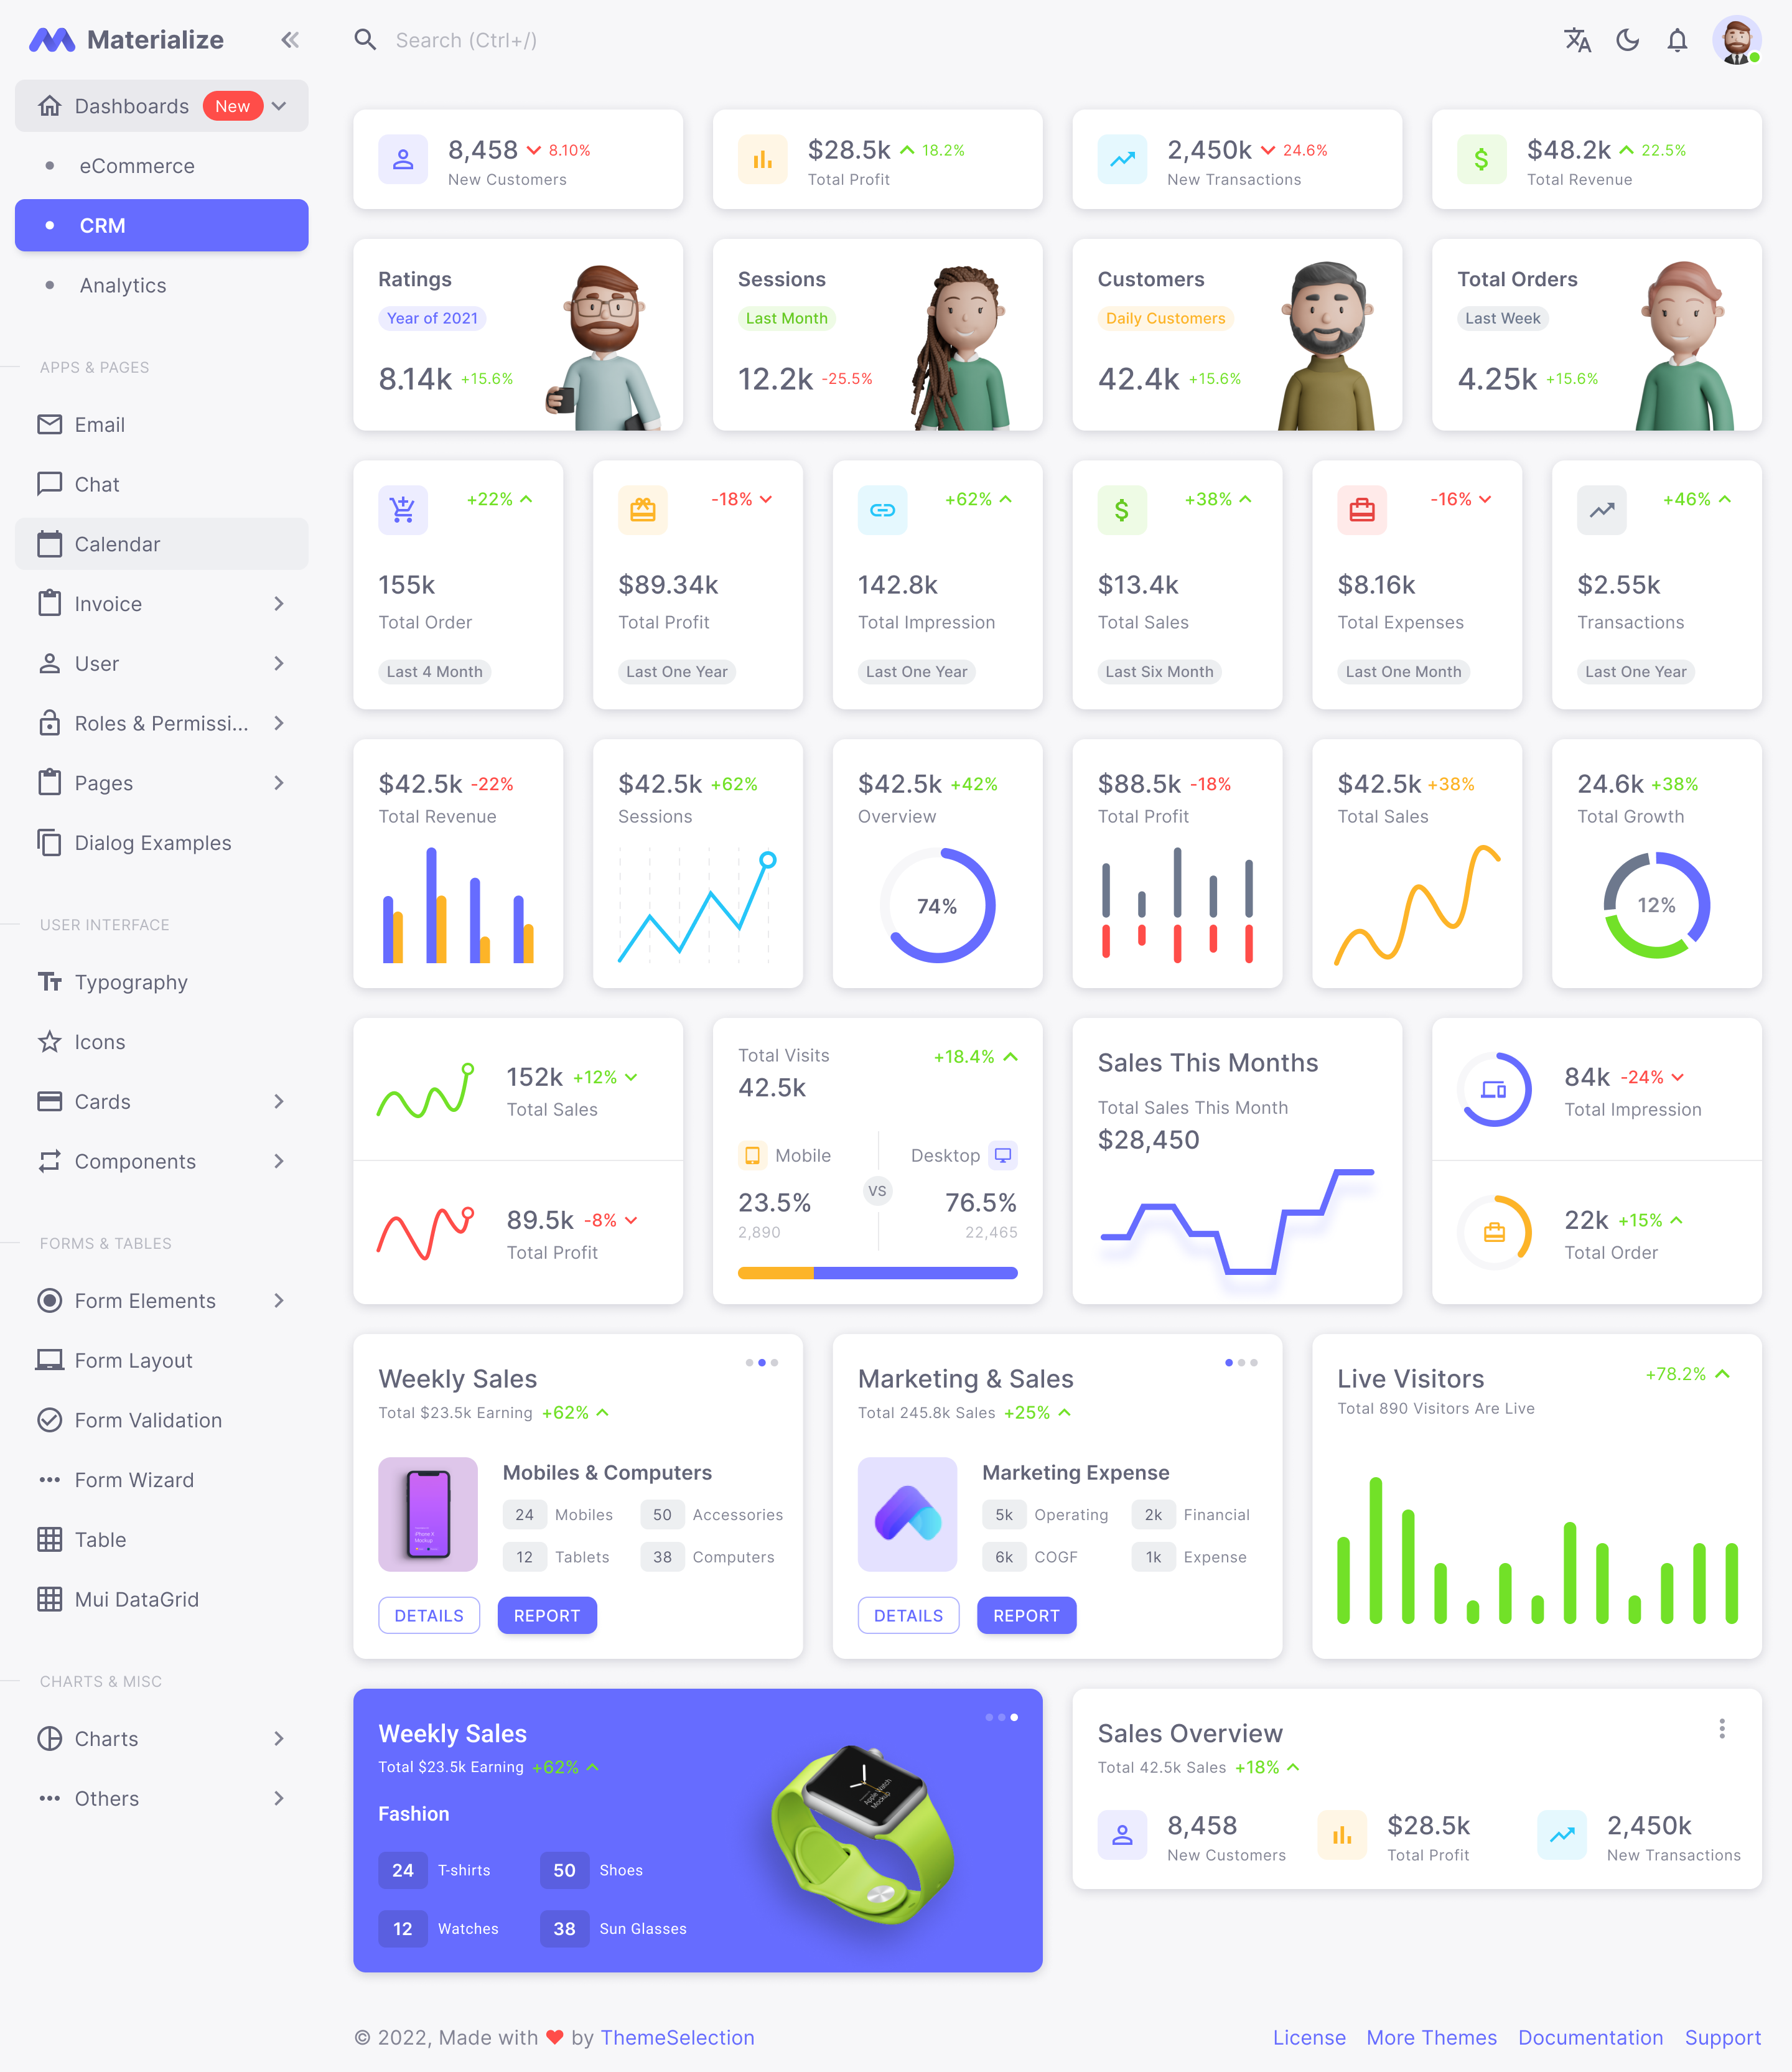 Materialize
Search (Ctrl+/)
Dashboards New
eCommerce
CRM
Analytics
APPS & PAGES
Email
Chat
Calendar
Invoice
User
Roles & Permissi...
Pages
Dialog Examples
USER INTERFACE
Typography
Icons
Cards
Components
FORMS & TABLES
Form Elements
Form Layout
Form Validation
Form Wizard
Table
Mui DataGrid
CHARTS & MISC
Charts
Others
8,458 8.10%
New Customers
$28.5k 18.2%
Total Profit
2,450k 24.6%
New Transactions
$48.2k 22.5%
Total Revenue
Ratings
Year of 2021
8.14k +15.6%
Sessions
Last Month
12.2k -25.5%
Customers
Daily Customers
42.4k +15.6%
Total Orders
Last Week
4.25k +15.6%
+22%
155k
Total Order
Last 4 Month
-18%
$89.34k
Total Profit
Last One Year
+62%
142.8k
Total Impression
Last One Year
+38%
$13.4k
Total Sales
Last Six Month
-16%
$8.16k
Total Expenses
Last One Month
+46%
$2.55k
Transactions
Last One Year
$42.5k -22%
Total Revenue
$42.5k +62%
Sessions
$42.5k +42%
Overview
74%
$88.5k -18%
Total Profit
$42.5k +38%
Total Sales
24.6k +38%
Total Growth
12%
152k +12%
Total Sales
89.5k -8%
Total Profit
Total Visits +18.4%
42.5k
Mobile Desktop
VS
23.5% 76.5%
2,890 22,465
Sales This Months
Total Sales This Month
$28,450
84k -24%
Total Impression
22k +15%
Total Order
Weekly Sales
Total $23.5k Earning +62%
Mobiles & Computers
24 Mobiles 50 Accessories
12 Tablets 38 Computers
DETAILS REPORT
Marketing & Sales
Total 245.8k Sales +25%
Marketing Expense
5k Operating 2k Financial
6k COGF 1k Expense
DETAILS REPORT
Live Visitors +78.2%
Total 890 Visitors Are Live
Weekly Sales
Total $23.5k Earning +62%
Fashion
24 T-shirts 50 Shoes
12 Watches 38 Sun Glasses
Apple Watch
Mockup
Sales Overview
Total 42.5k Sales +18%
8,458
New Customers
$28.5k
Total Profit
2,450k
New Transactions
© 2022, Made with ❤ by ThemeSelection
License More Themes Documentation Support